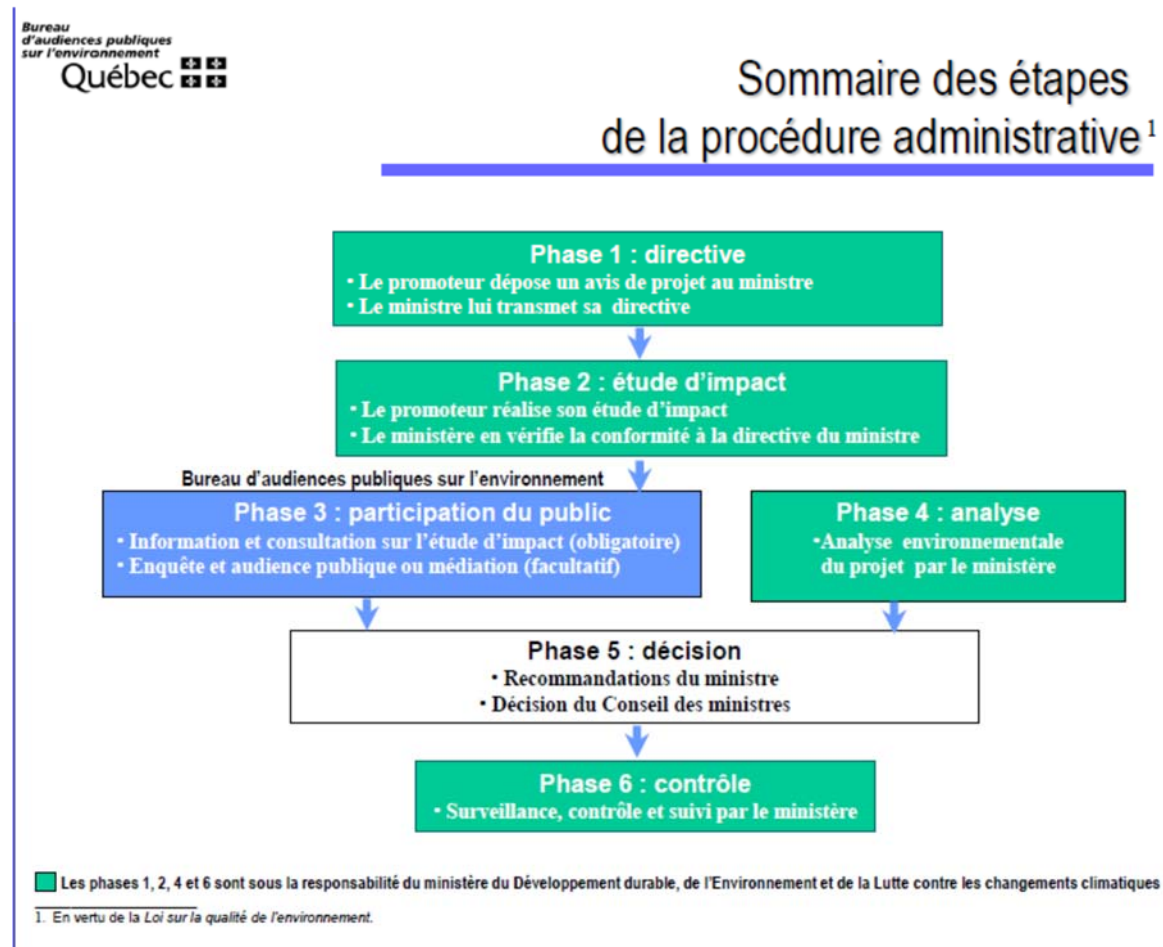 Bureau
d'audiences publiques
sur l'environnement
Québec
Sommaire des étapes
de la procédure administrative 1
Phase 1 : directive
• Le promoteur dépose un avis de projet au ministre
• Le ministre lui transmet sa directive
Phase 2 : étude d'impact
• Le promoteur réalise son étude d'impact
• Le ministère en vérifie la conformité à la directive du ministre
Bureau d'audiences publiques sur l'environnement
Phase 3 : participation du public
• Information et consultation sur l'étude d'impact (obligatoire)
• Enquête et audience publique ou médiation (facultatif)
Phase 4 : analyse
•Analyse environnementale
du projet par le ministère
Phase 5 : décision
• Recommandations du ministre
• Décision du Conseil des ministres
Phase 6 : contrôle
• Surveillance, contrôle et suivi par le ministère
Les phases 1, 2, 4 et 6 sont sous la responsabilité du ministère du Développement durable, de l'Environnement et de la Lutte contre les changements climatiques
1. En vertu de la Loi sur la qualité de l'environnement.